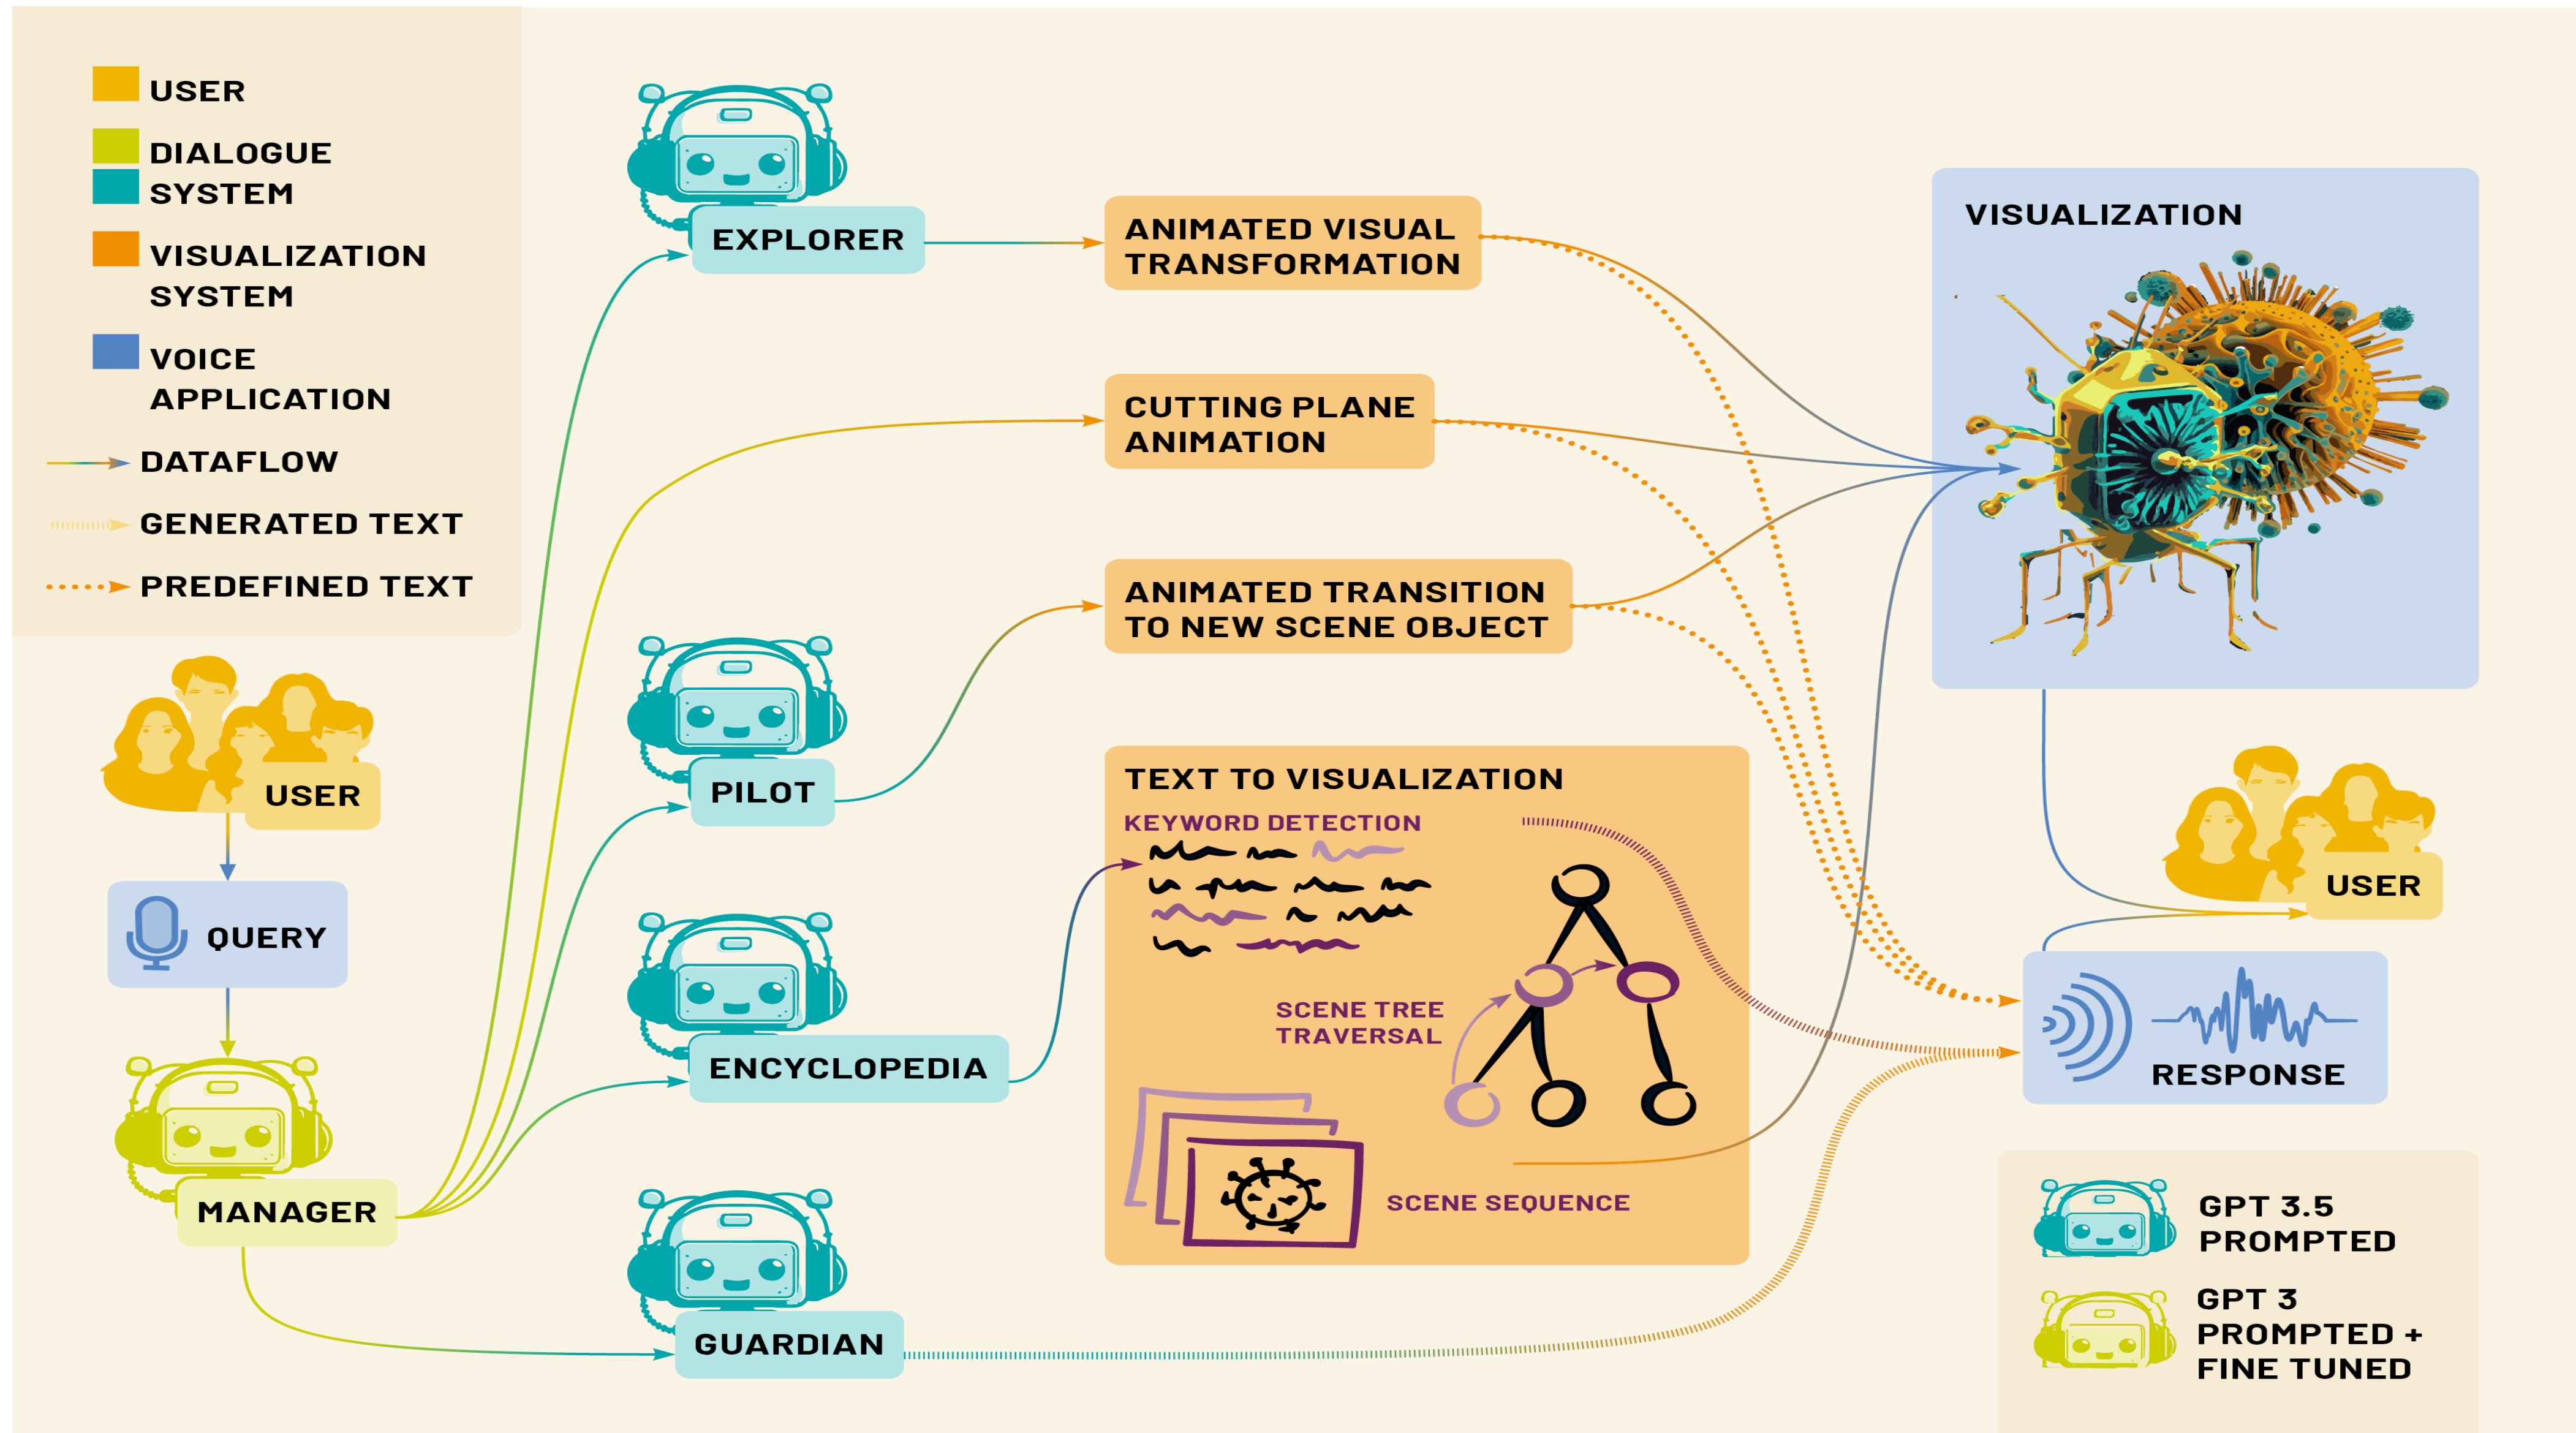 USER
DIALOGUE
SYSTEM
VISUALIZATION
SYSTEM
VOICE
APPLICATION
DATAFLOW
GENERATED TEXT
PREDEFINED TEXT
USER
QUERY
MANAGER
EXPLORER
PILOT
ENCYCLOPEDIA
GUARDIAN
ANIMATED VISUAL
TRANSFORMATION
CUTTING PLANE
ANIMATION
ANIMATED TRANSITION
TO NEW SCENE OBJECT
TEXT TO VISUALIZATION
KEYWORD DETECTION
SCENE TREE
TRAVERSAL
SCENE SEQUENCE
VISUALIZATION
USER
RESPONSE
GPT 3.5
PROMPTED
GPT 3
PROMPTED +
FINE TUNED